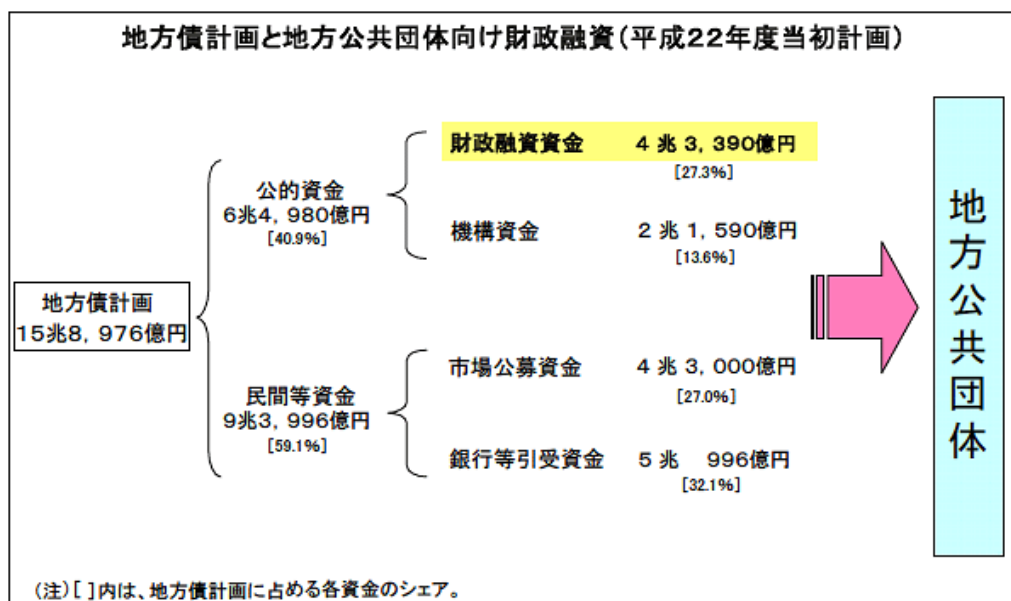 地方債計画と地方公共団体向け財政融資(平成22年度当初計画)
財政融資資金 4兆3,390億円
[27.3%]
公的資金
6兆4,980億円
[40.9%]
機構資金 2兆1,590億円
[13.6%]
地方債計画
15兆8,976億円
市場公募資金 4兆3,000億円
[27.0%]
民間等資金
9兆3,996億円
[59.1%]
銀行等引受資金 5兆 996億円
[32.1%]
地方公共団体
(注)[ ]内は、地方債計画に占める各資金のシェア。